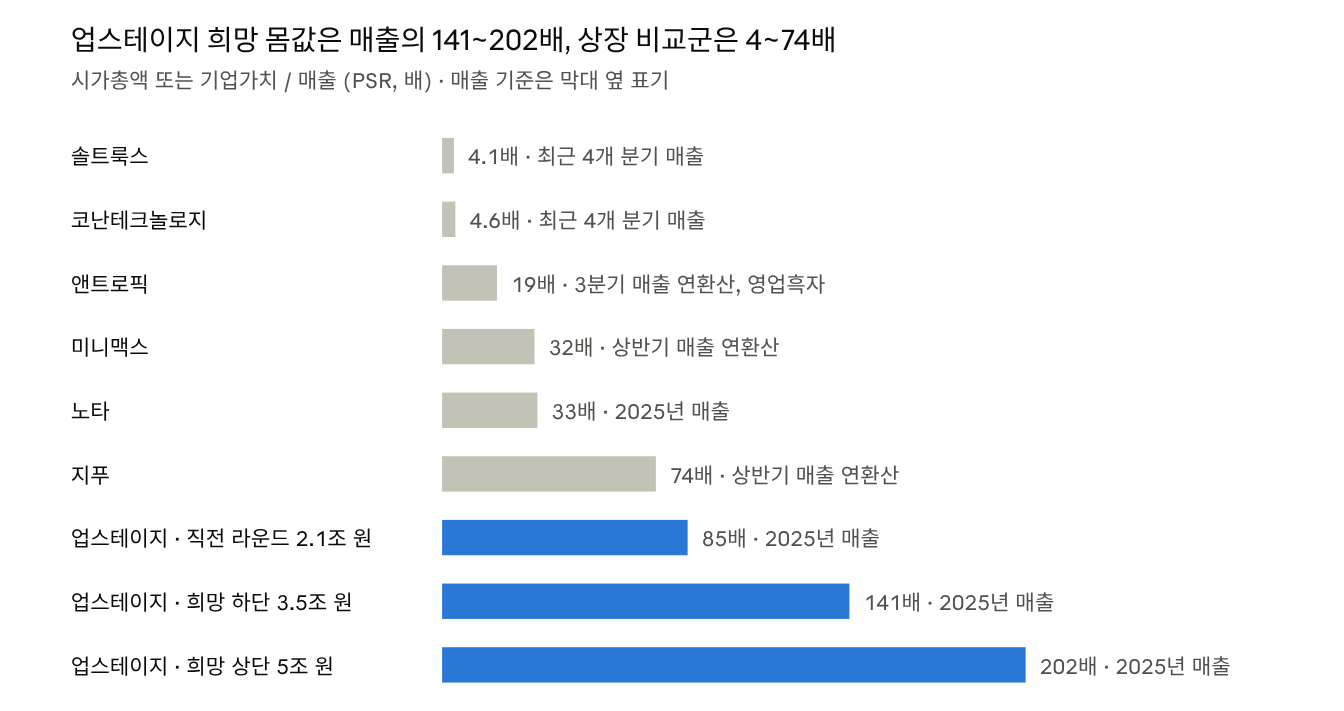 업스테이지 희망 몸값은 매출의 141~202배, 상장 비교군은 4~74배
시가총액 또는 기업가치 / 매출 (PSR, 배) · 매출 기준은 막대 옆 표기
솔트룩스 4.1배 · 최근 4개 분기 매출
코난테크놀로지 4.6배 · 최근 4개 분기 매출
앤트로픽 19배 · 3분기 매출 연환산, 영업흑자
미니맥스 32배 · 상반기 매출 연환산
노타 33배 · 2025년 매출
지푸 74배 · 상반기 매출 연환산
업스테이지 · 직전 라운드 2.1조 원 85배 · 2025년 매출
업스테이지 · 희망 하단 3.5조 원 141배 · 2025년 매출
업스테이지 · 희망 상단 5조 원 202배 · 2025년 매출